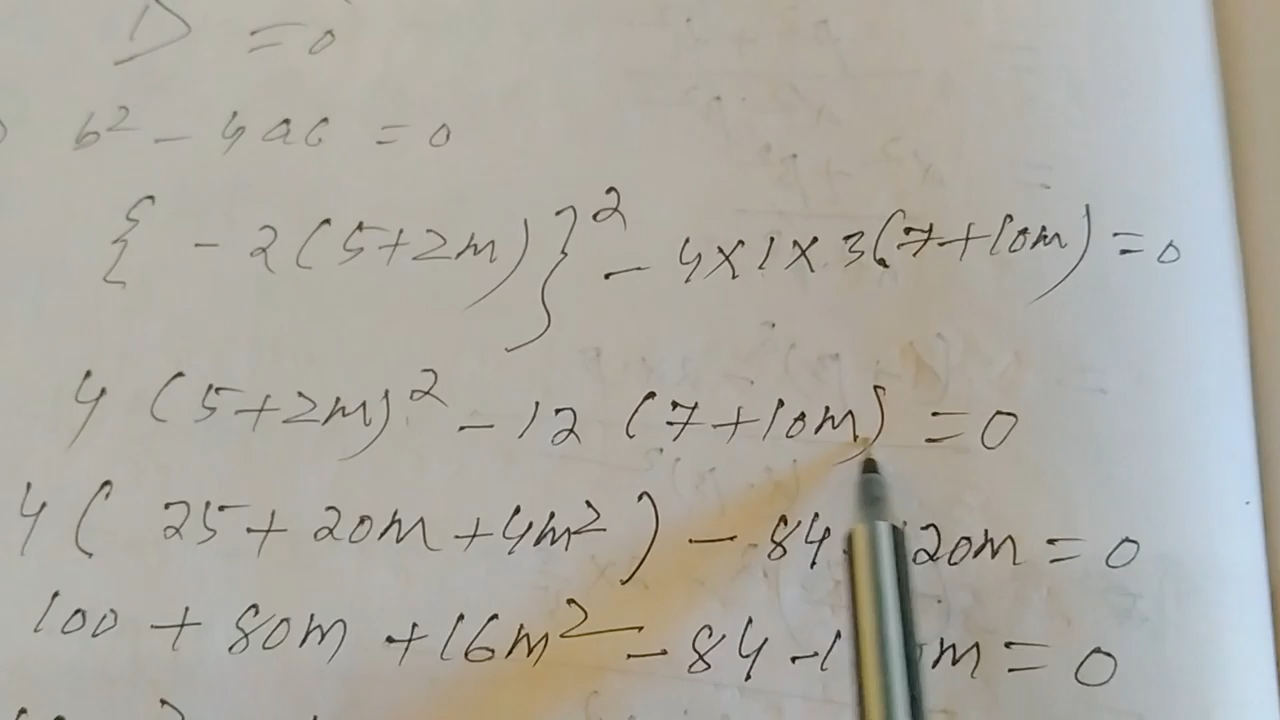 D = 0
b² - 4ac = 0
{ - 2(5+2m) }² - 4×1×3(7+10m) = 0
4 (5+2m)² - 12 (7+10m) = 0
4 ( 25 + 20m + 4m² ) - 84 20m = 0
100 + 80m + 16m² - 84 - 1 m = 0